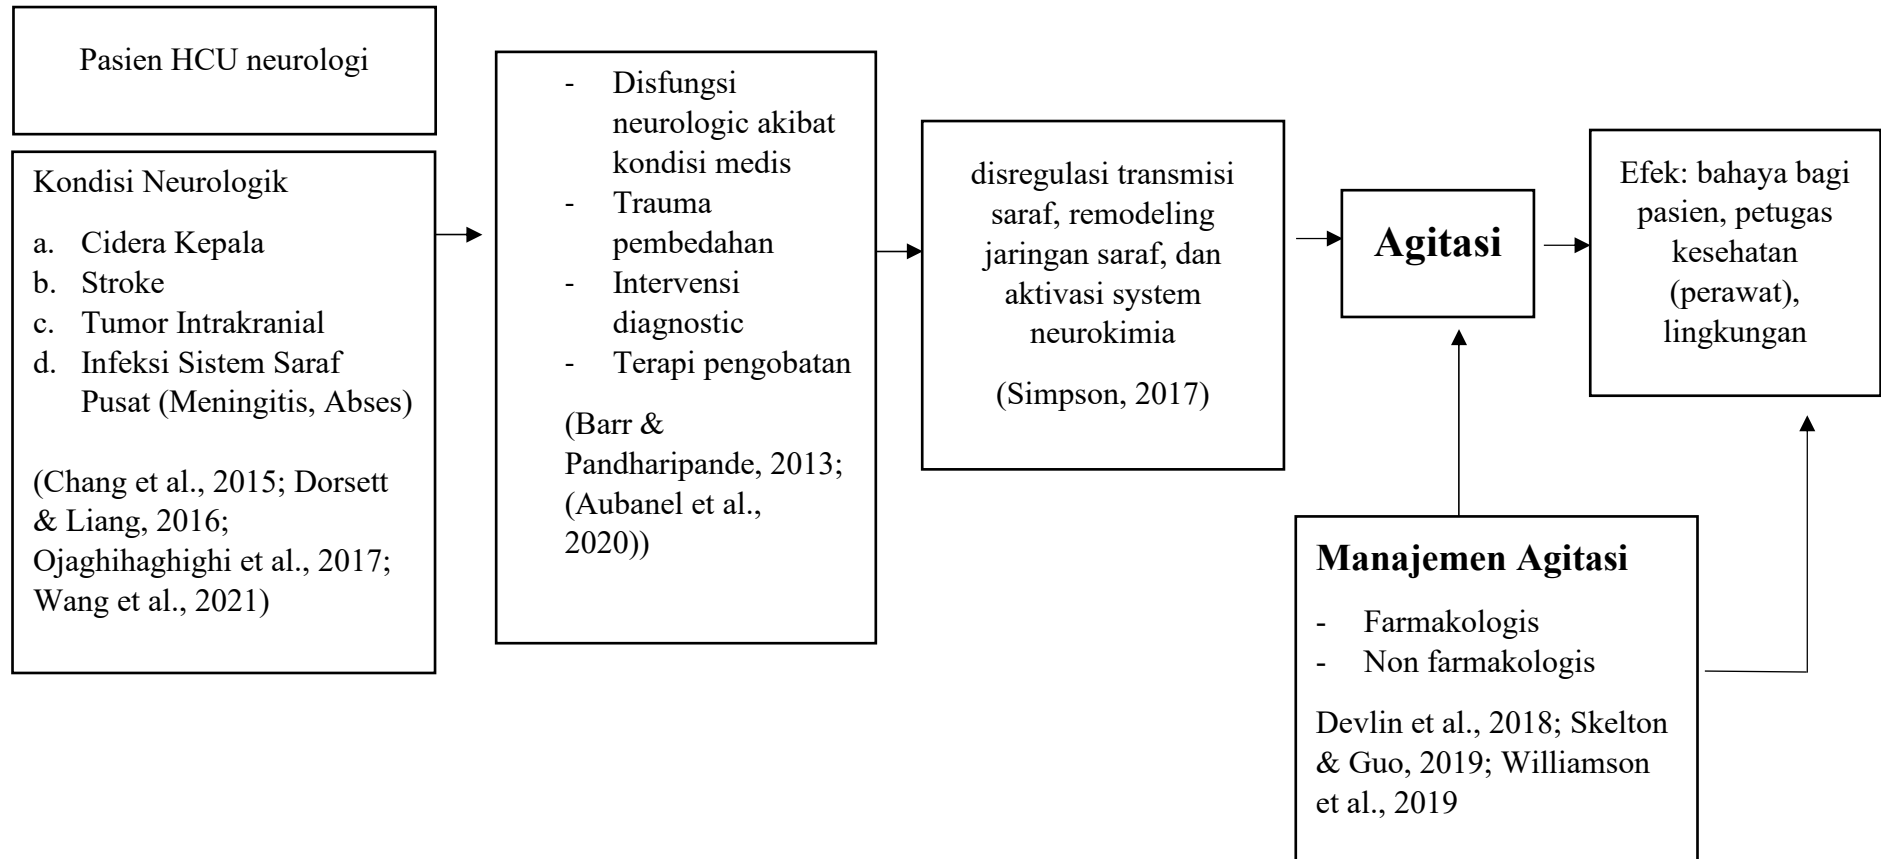 Pasien HCU neurologi
Kondisi Neurologik
a. Cidera Kepala
b. Stroke
c. Tumor Intrakranial
d. Infeksi Sistem Saraf
Pusat (Meningitis, Abses)
(Chang et al., 2015; Dorsett
& Liang, 2016;
Ojaghihaghighi et al., 2017;
Wang et al., 2021)
- Disfungsi
neurologic akibat
kondisi medis
- Trauma
pembedahan
- Intervensi
diagnostic
- Terapi pengobatan
(Barr &
Pandharipande, 2013;
(Aubanel et al.,
2020))
disregulasi transmisi
saraf, remodeling
jaringan saraf, dan
aktivasi system
neurokimia
(Simpson, 2017)
Agitasi
Efek: bahaya bagi
pasien, petugas
kesehatan
(perawat),
lingkungan
Manajemen Agitasi
- Farmakologis
- Non farmakologis
Devlin et al., 2018; Skelton
& Guo, 2019; Williamson
et al., 2019